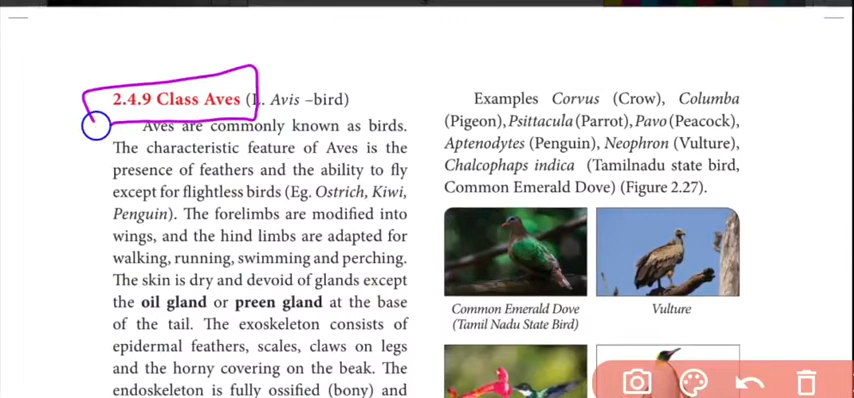 2.4.9 Class Aves (L. Avis –bird)
Aves are commonly known as birds.
The characteristic feature of Aves is the
presence of feathers and the ability to fly
except for flightless birds (Eg. Ostrich, Kiwi,
Penguin). The forelimbs are modified into
wings, and the hind limbs are adapted for
walking, running, swimming and perching.
The skin is dry and devoid of glands except
the oil gland or preen gland at the base
of the tail. The exoskeleton consists of
epidermal feathers, scales, claws on legs
and the horny covering on the beak. The
endoskeleton is fully ossified (bony) and
Examples Corvus (Crow), Columba
(Pigeon), Psittacula (Parrot), Pavo (Peacock),
Aptenodytes (Penguin), Neophron (Vulture),
Chalcophaps indica (Tamilnadu state bird,
Common Emerald Dove) (Figure 2.27).
Common Emerald Dove
(Tamil Nadu State Bird)
Vulture